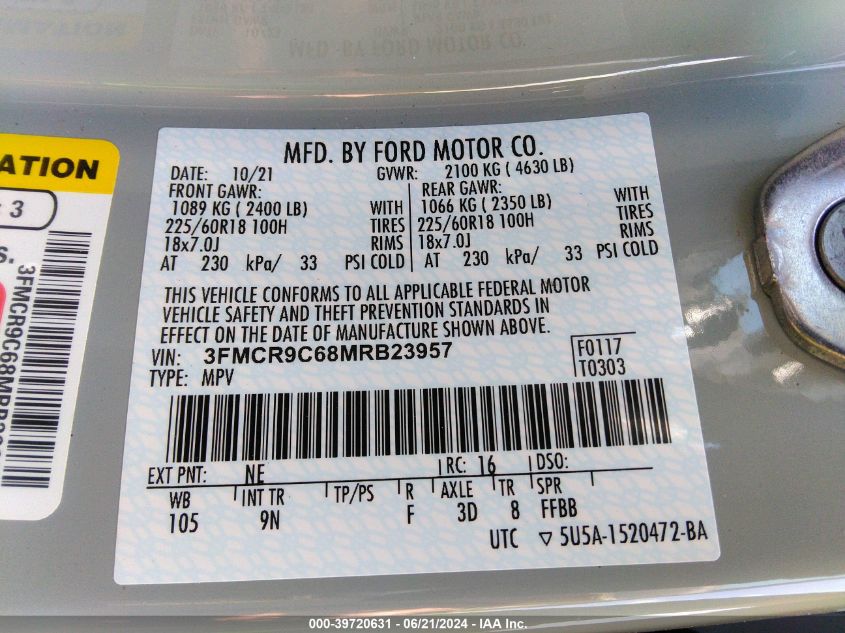 MFD. BY FORD MOTOR CO.
DATE: 10/21 GVWR: 2100 KG ( 4630 LB)
FRONT GAWR: REAR GAWR:
1089 KG ( 2400 LB) WITH 1066 KG ( 2350 LB) WITH
225/60R18 100H TIRES 225/60R18 100H TIRES
18x7.0J RIMS 18x7.0J RIMS
AT 230 kPa/ 33 PSI COLD AT 230 kPa/ 33 PSI COLD
THIS VEHICLE CONFORMS TO ALL APPLICABLE FEDERAL MOTOR
VEHICLE SAFETY AND THEFT PREVENTION STANDARDS IN
EFFECT ON THE DATE OF MANUFACTURE SHOWN ABOVE.
VIN: 3FMCR9C68MRB23957 F0117
TYPE: MPV T0303
EXT PNT: NE RC: 16 DSO:
WB INT TR TP/PS R AXLE TR SPR
105 9N F 3D 8 FFBB
UTC ▽ 5U5A-1520472-BA
ATION
3
S.
3FMCR9C68MRB23
000-39720631 - 06/21/2024 - IAA Inc.